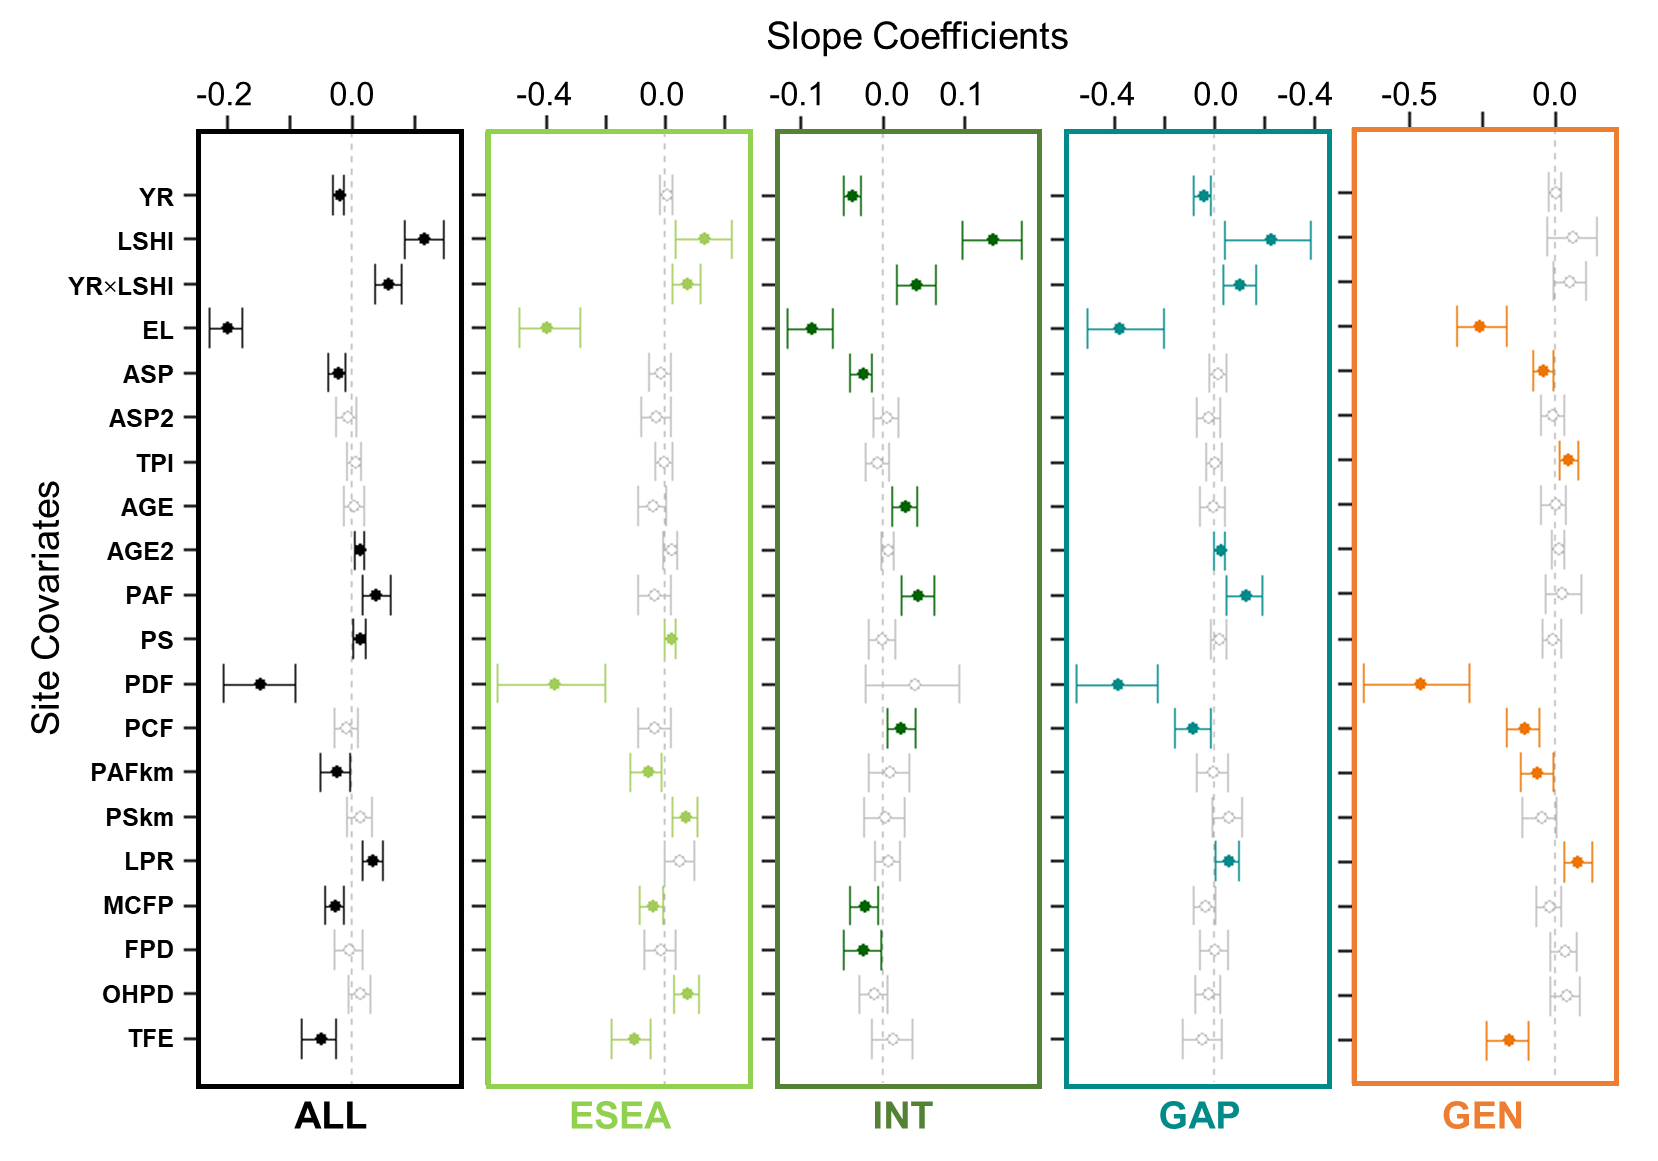 Slope Coefficients
-0.2 0.0 -0.4 0.0 -0.1 0.0 0.1 -0.4 0.0 -0.4 -0.5 0.0
Site Covariates
YR
LSHI
YR×LSHI
EL
ASP
ASP2
TPI
AGE
AGE2
PAF
PS
PDF
PCF
PAFkm
PSkm
LPR
MCFP
FPD
OHPD
TFE
ALL ESEA INT GAP GEN